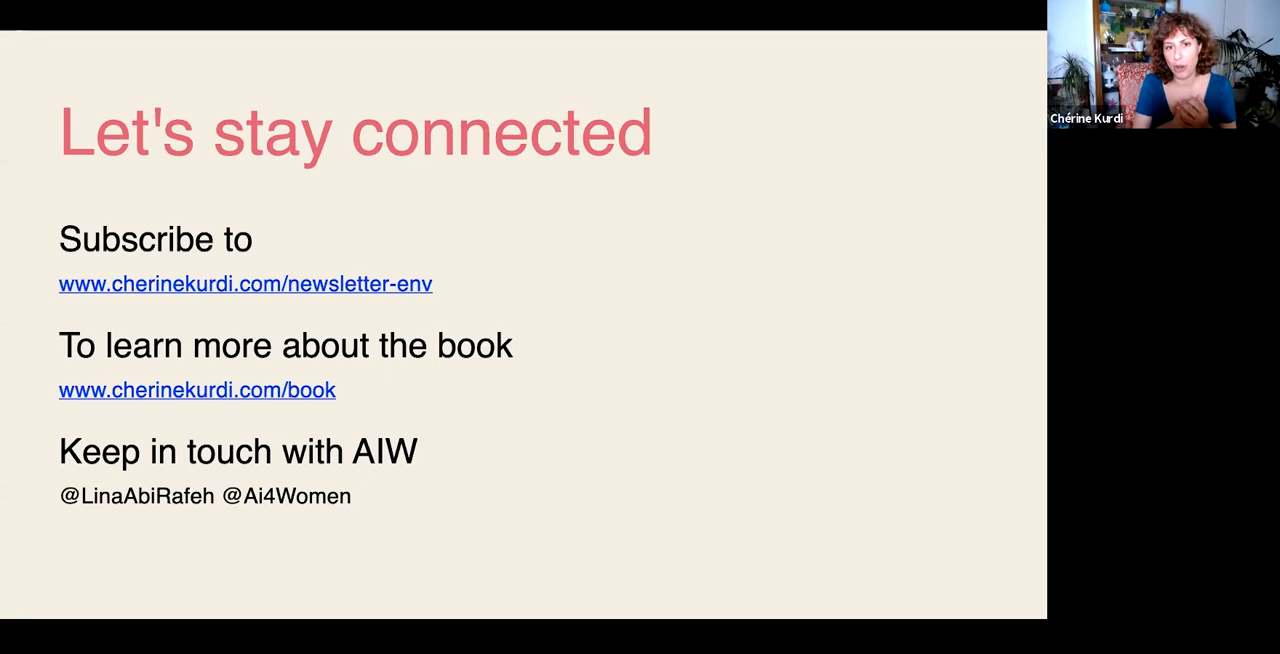 Let's stay connected
Subscribe to
www.cherinekurdi.com/newsletter-env
To learn more about the book
www.cherinekurdi.com/book
Keep in touch with AIW
@LinaAbiRafeh @Ai4Women
Chérine Kurdi